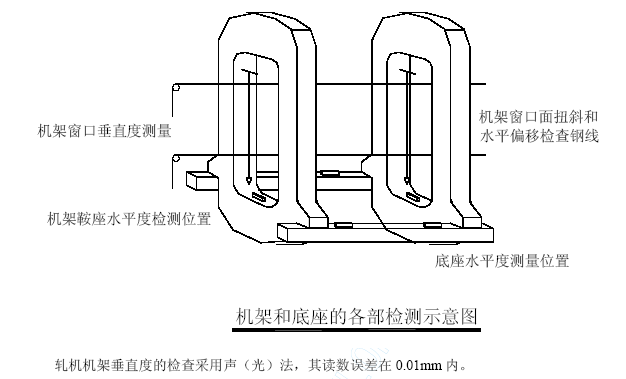 机架窗口垂直度测量
机架窗口面扭斜和
水平偏移检查钢线
机架鞍座水平度检测位置
底座水平度测量位置
机架和底座的各部检测示意图
轧机机架垂直度的检查采用声（光）法，其读数误差在 0.01mm 内。